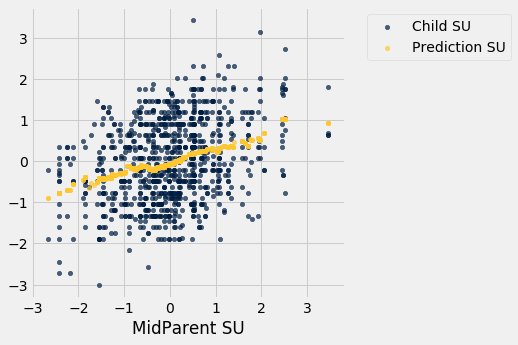 Child SU
Prediction SU
3
2
1
0
−1
−2
−3
−3 −2 −1 0 1 2 3
MidParent SU